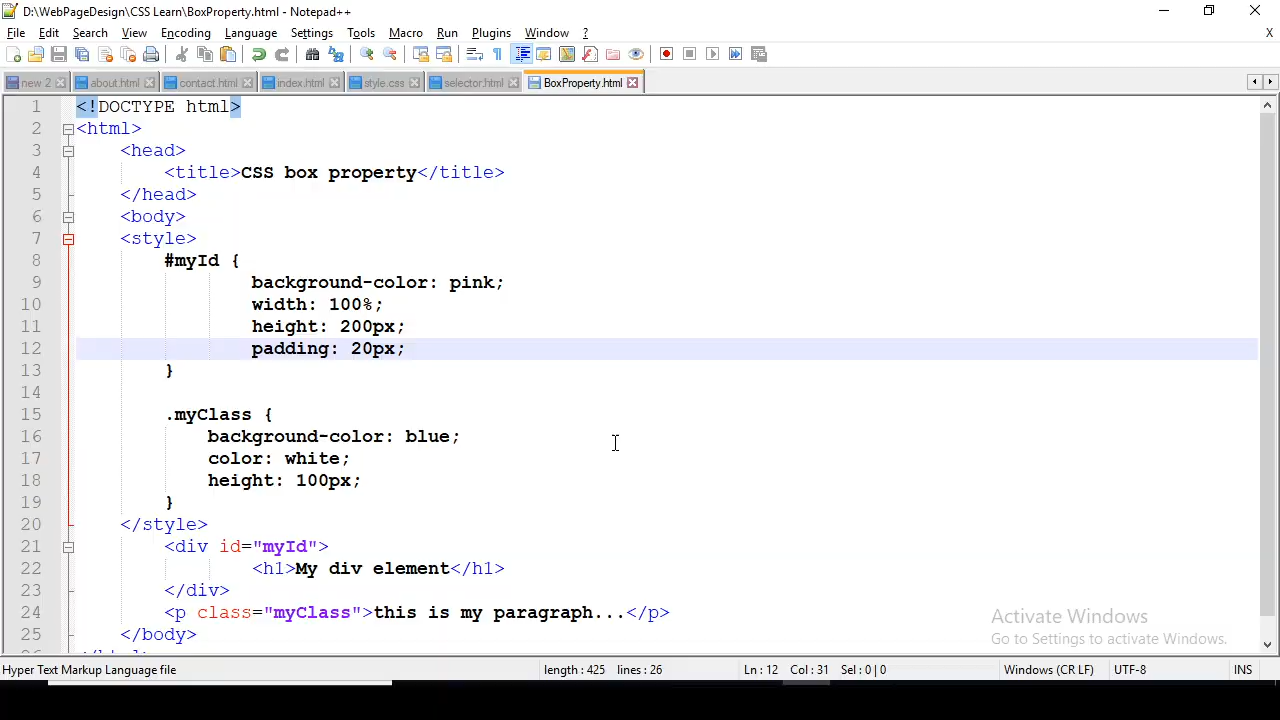 D:\WebPageDesign\CSS Learn\BoxProperty.html - Notepad++
File Edit Search View Encoding Language Settings Tools Macro Run Plugins Window ? X
new 2 about.html contact.html index.html style.css selector.html BoxProperty.html
1 <!DOCTYPE html>
2 <html>
3 <head>
4 <title>CSS box property</title>
5 </head>
6 <body>
7 <style>
8 #myId {
9 background-color: pink;
10 width: 100%;
11 height: 200px;
12 padding: 20px;
13 }
14
15 .myClass {
16 background-color: blue;
17 color: white;
18 height: 100px;
19 }
20 </style>
21 <div id="myId">
22 <h1>My div element</h1>
23 </div>
24 <p class="myClass">this is my paragraph...</p>
25 </body>
Activate Windows
Go to Settings to activate Windows.
Hyper Text Markup Language file length : 425 lines : 26 Ln : 12 Col : 31 Sel : 0 | 0 Windows (CR LF) UTF-8 INS